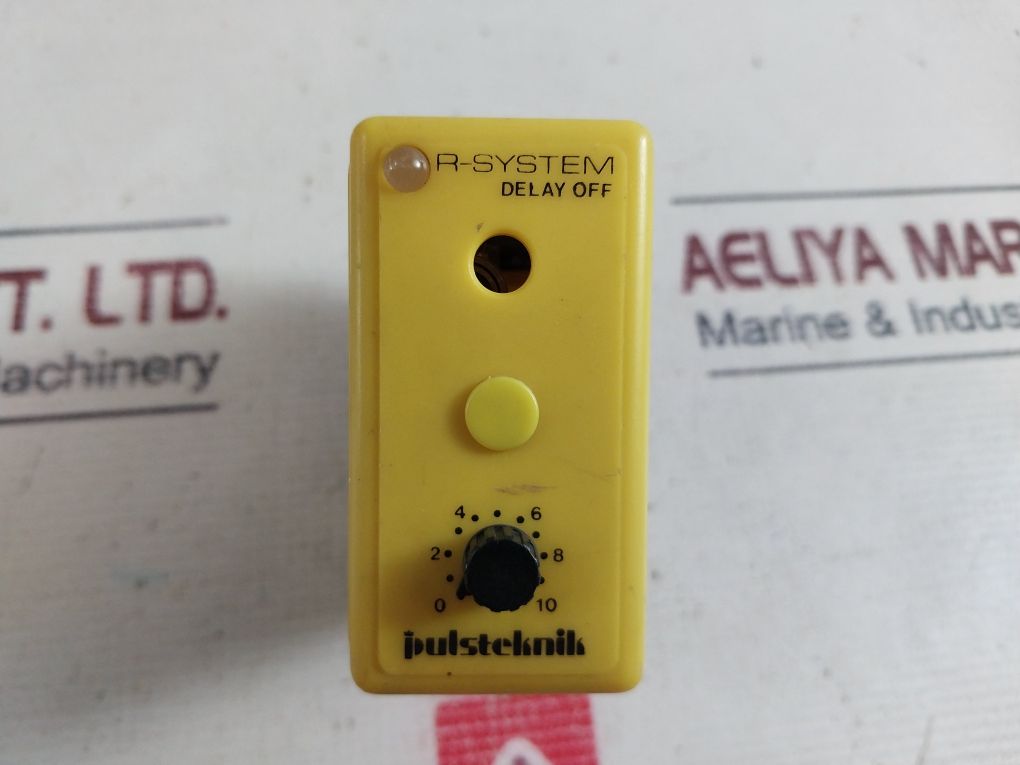 R-SYSTEM
DELAY OFF
4 6
2 8
0 10
pulsteknik
T. LTD.
achinery
AELIYA MAR
Marine & Indus